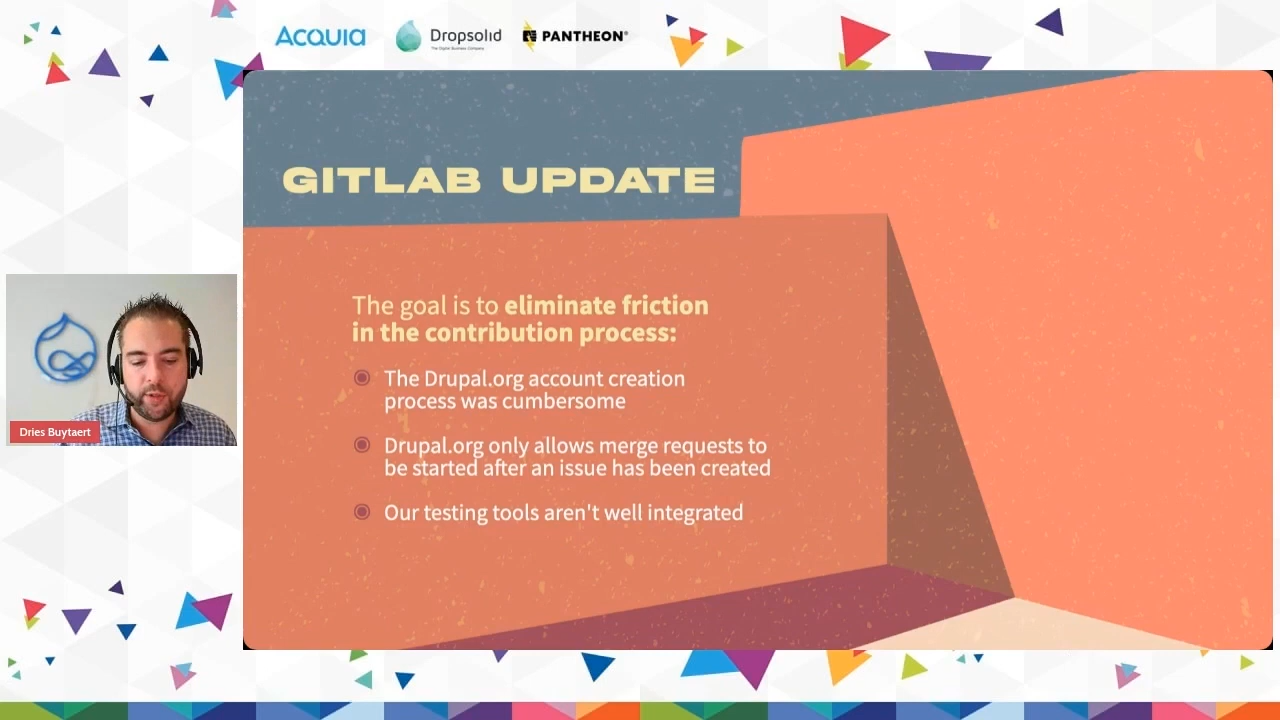 ACQUIA
Dropsolid
The Digital Business Company
PANTHEON
GITLAB UPDATE
The goal is to eliminate friction
in the contribution process:
The Drupal.org account creation
process was cumbersome
Drupal.org only allows merge requests to
be started after an issue has been created
Our testing tools aren't well integrated
Dries Buytaert